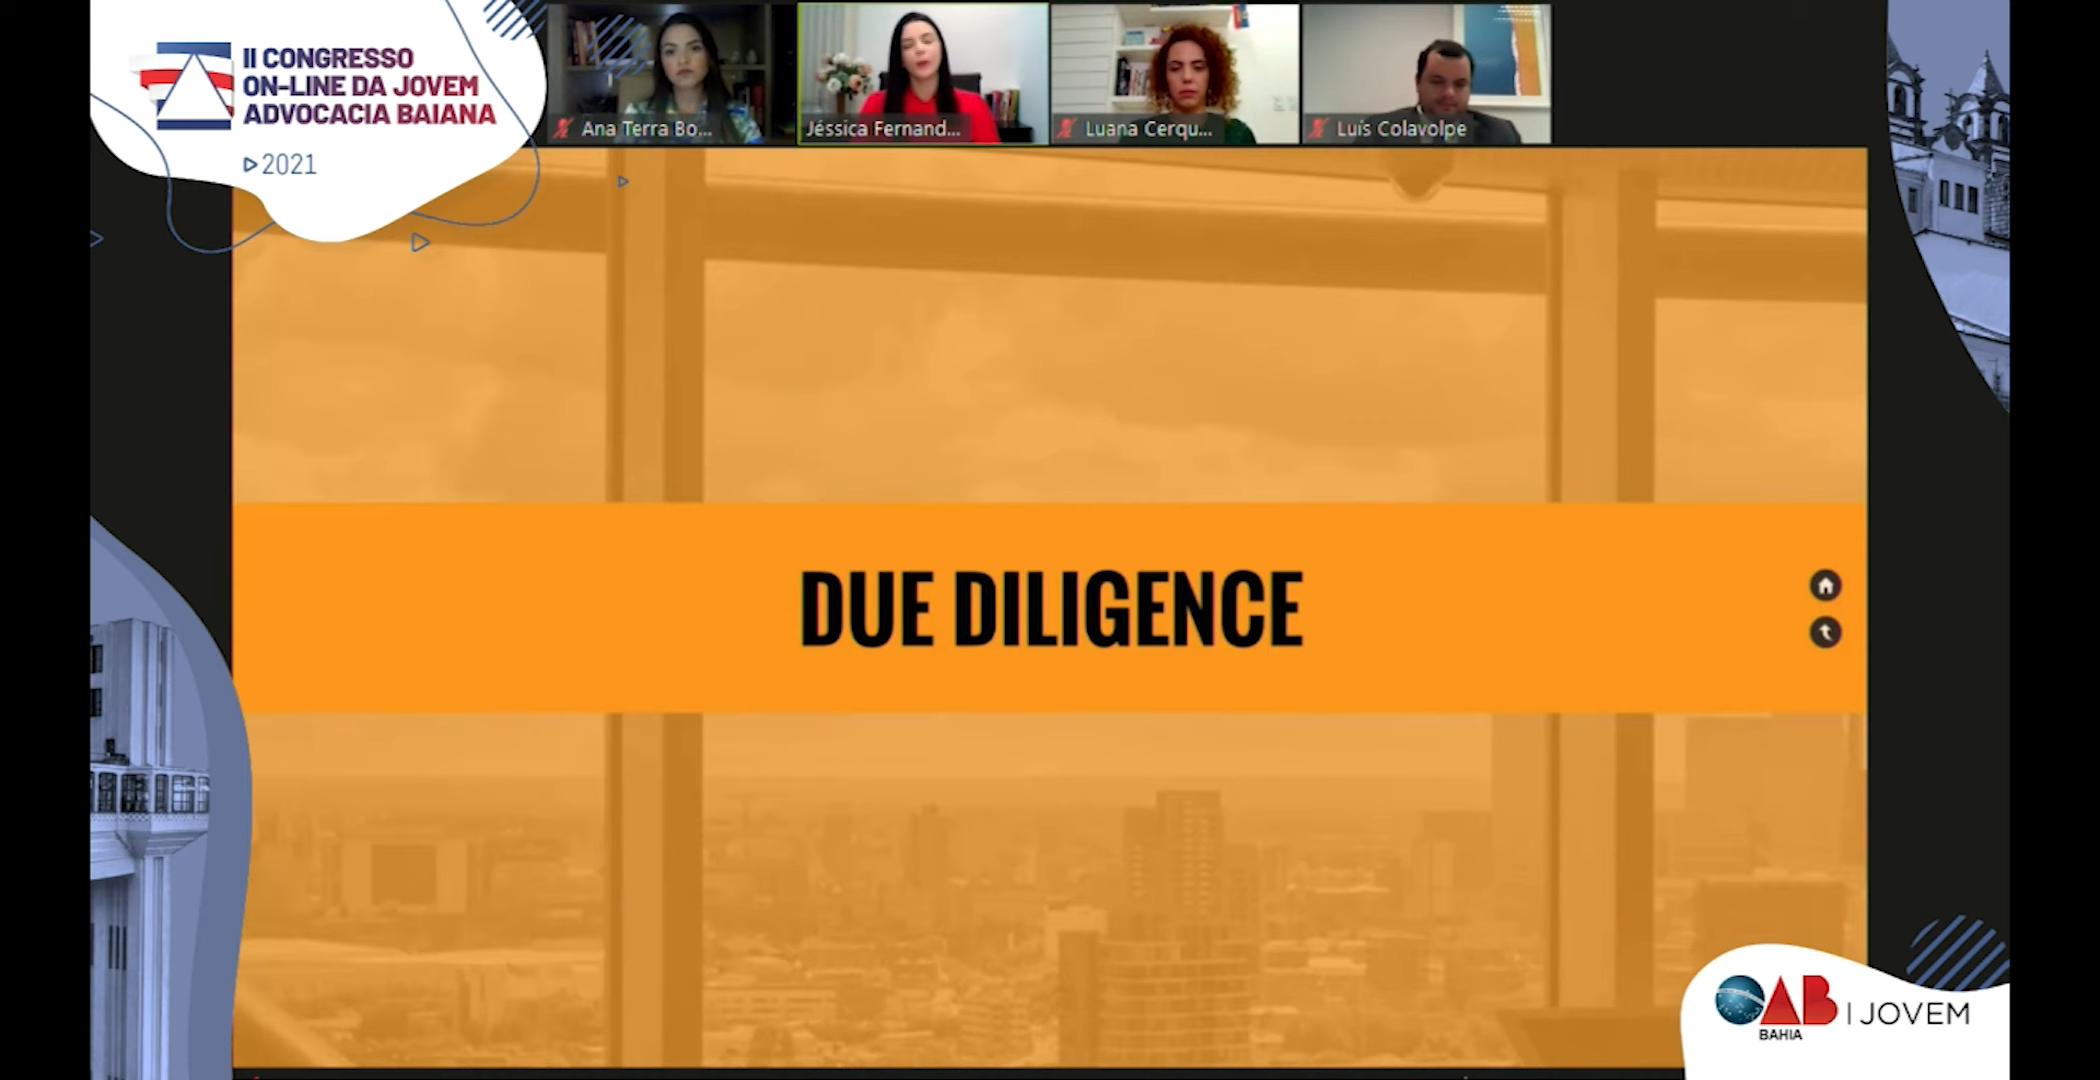 II CONGRESSO
ON-LINE DA JOVEM
ADVOCACIA BAIANA
2021
Ana Terra Bo...
Jéssica Fernand...
Luana Cerqu...
Luís Colavolpe
DUE DILIGENCE
OAB | JOVEM
BAHIA